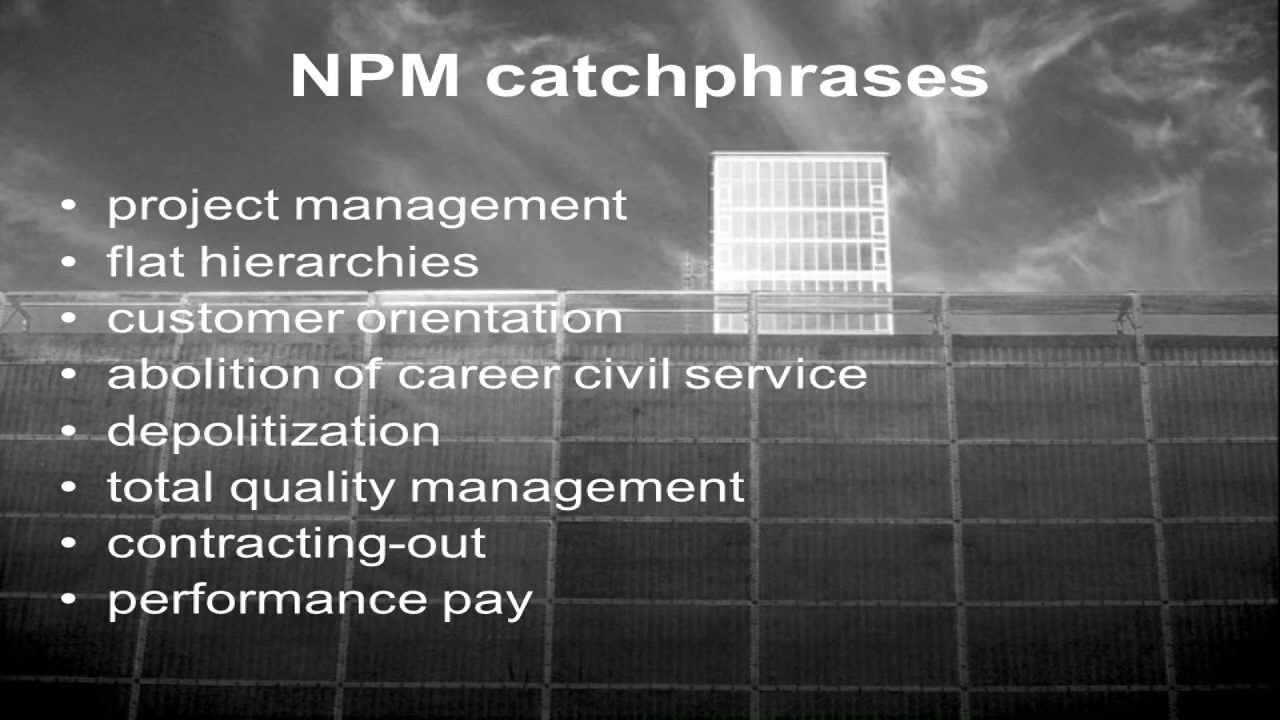 NPM catchphrases
• project management
• flat hierarchies
• customer orientation
• abolition of career civil service
• depolitization
• total quality management
• contracting-out
• performance pay